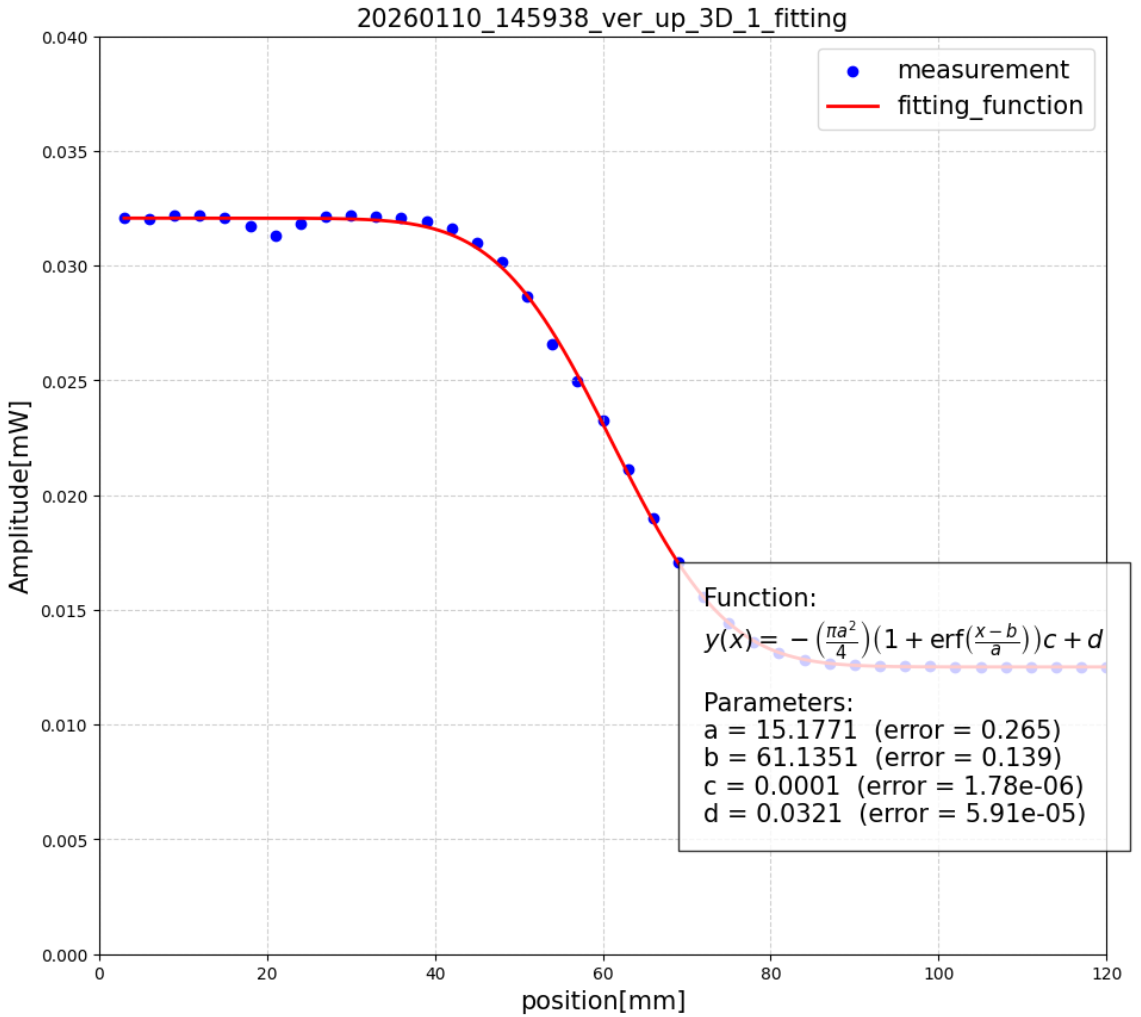 20260110_145938_ver_up_3D_1_fitting
0.040
0.035
0.030
0.025
0.020
0.015
0.010
0.005
0.000
Amplitude[mW]
measurement
fitting_function
Function:
y(x) = −(πa²/4)(1 + erf((x − b)/a))c + d
Parameters:
a = 15.1771  (error = 0.265)
b = 61.1351  (error = 0.139)
c = 0.0001  (error = 1.78e-06)
d = 0.0321  (error = 5.91e-05)
0 20 40 60 80 100 120
position[mm]